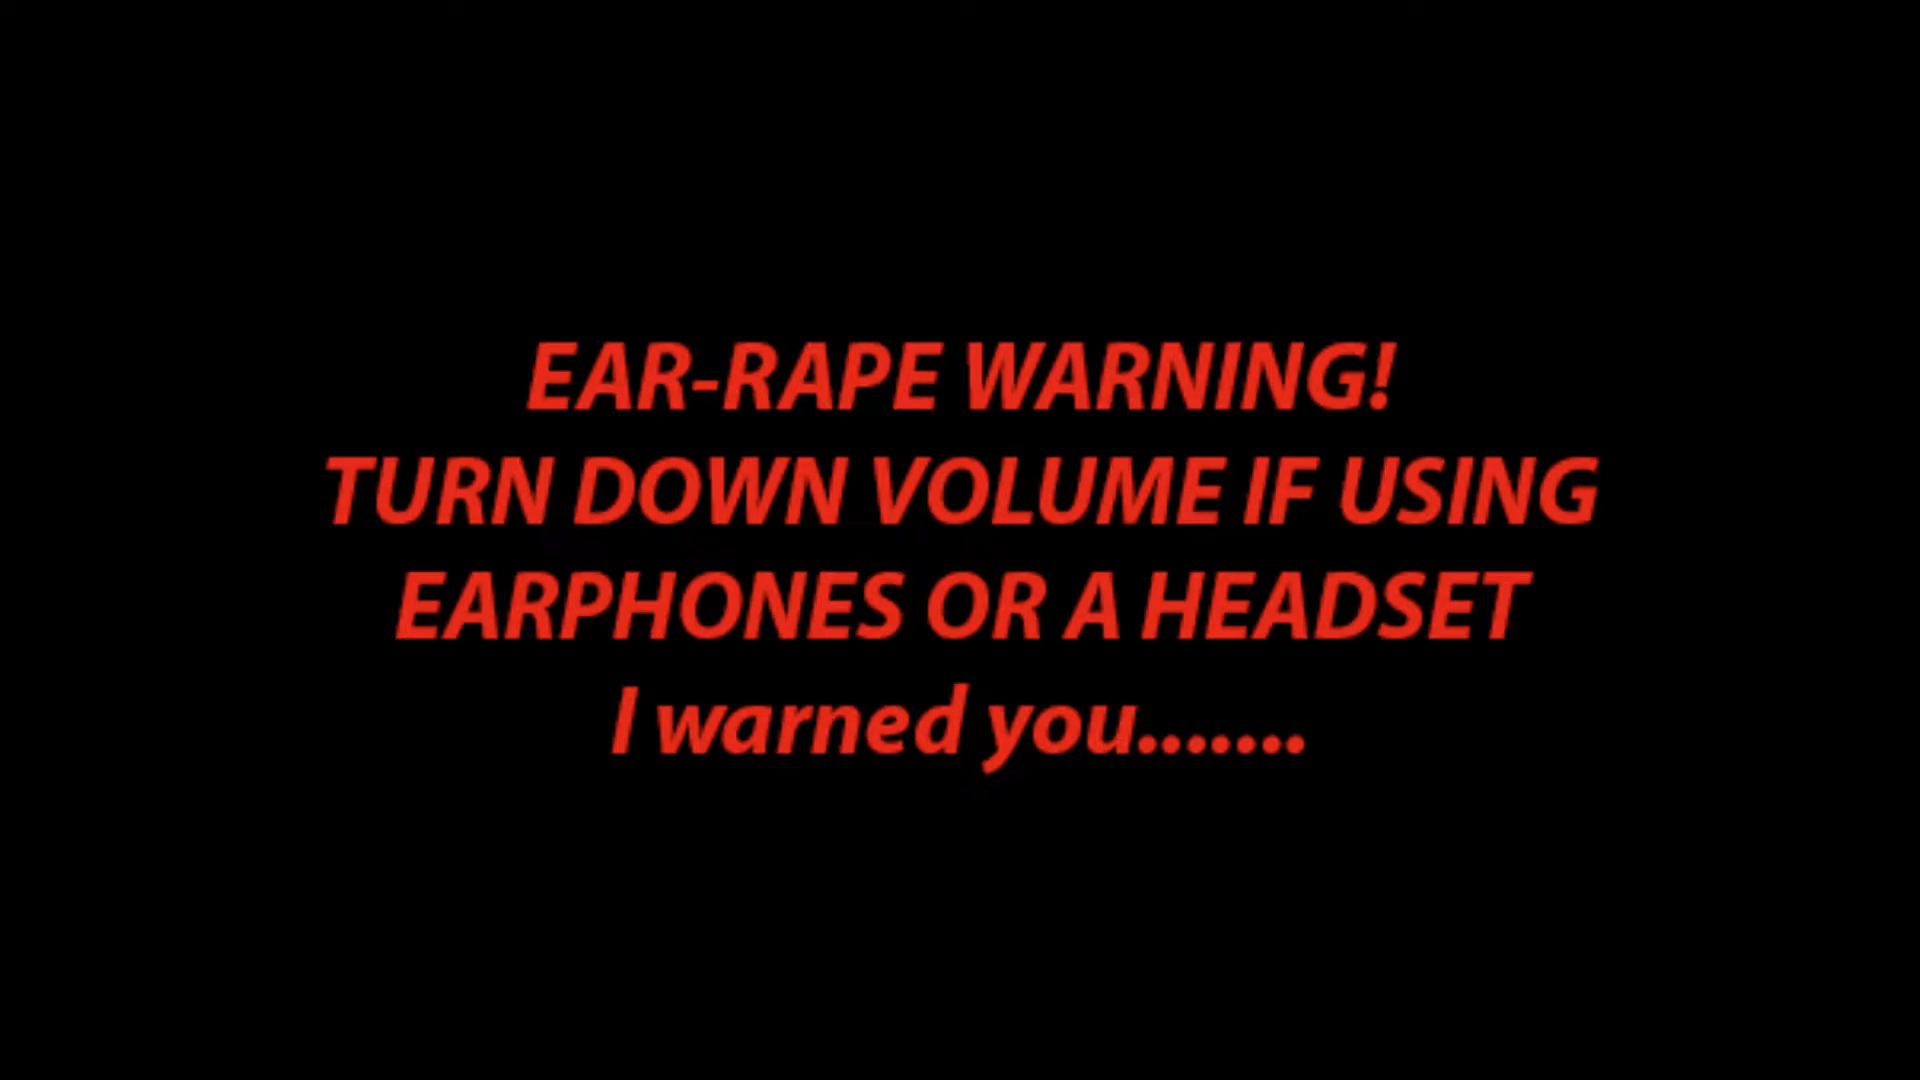 EAR-RAPE WARNING!
TURN DOWN VOLUME IF USING
EARPHONES OR A HEADSET
I warned you.......